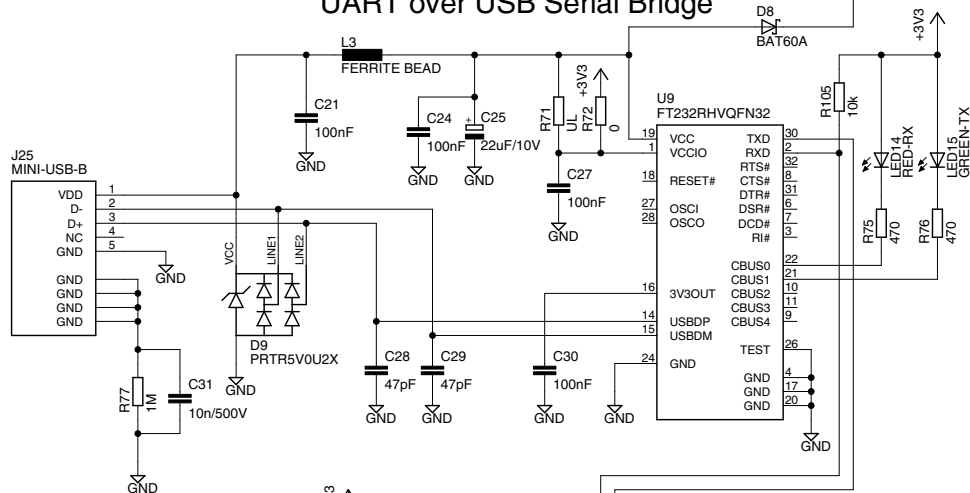 UART over USB Serial Bridge
D8
BAT60A
+3V3
L3
FERRITE BEAD
C21
100nF
C24
100nF
+
C25
22uF/10V
R71
UL
R72
0
+3V3
R105
10k
U9
FT232RHVQFN32
LED14
RED-RX
LED15
GREEN-TX
R75
470
R76
470
19 VCC
1 VCCIO
18 RESET#
27 OSCI
28 OSCO
16 3V3OUT
14 USBDP
15 USBDM
24 GND
TXD 30
RXD 2
RTS# 32
CTS# 8
DTR# 31
DSR# 6
DCD# 7
RI# 3
CBUS0 22
CBUS1 21
CBUS2 10
CBUS3 11
CBUS4 9
TEST 26
GND 4
GND 17
GND 20
GND
GND
GND
GND
C27
100nF
GND
J25
MINI-USB-B
VDD 1
D- 2
D+ 3
NC 4
GND 5
GND
GND
GND
GND
GND
VCC
LINE1
LINE2
D9
PRTR5V0U2X
GND
C28
47pF
GND
C29
47pF
GND
C30
100nF
GND
GND
R77
1M
C31
10n/500V
GND